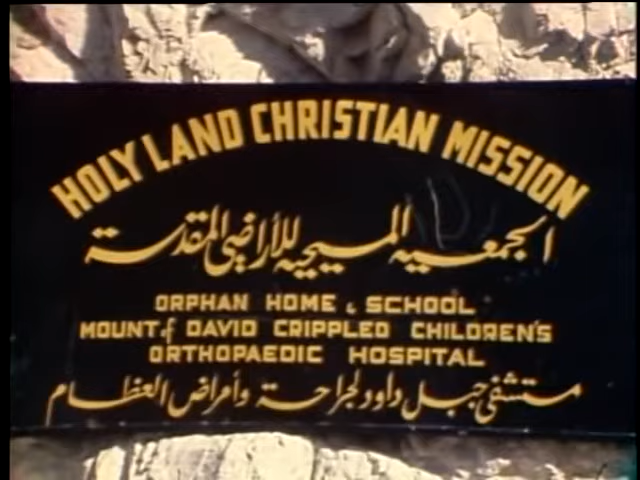 HOLY LAND CHRISTIAN MISSION
الجمعية المسيحية للأراضي المقدسة
ORPHAN HOME & SCHOOL
MOUNT of DAVID CRIPPLED CHILDREN'S
ORTHOPAEDIC HOSPITAL
مستشفى جبل داود لجراحة وأمراض العظام